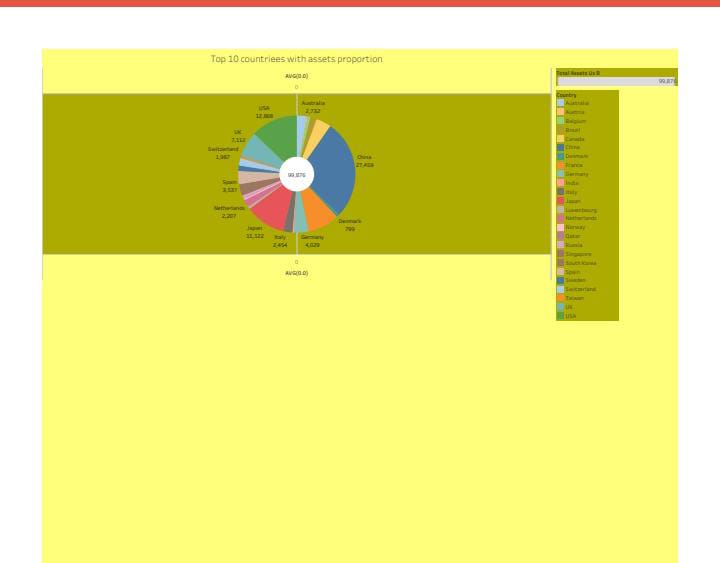 Top 10 countriees with assets proportion
AVG(0.0)
0
USA
12,868
Australia
2,732
UK
7,112
Switzerland
1,987
China
27,459
99,876
Spain
3,537
Netherlands
2,207
Denmark
799
Japan
11,122
Italy
2,454
Germany
4,029
0
AVG(0.0)
Total Assets Us B
99,876
Country
Australia
Austria
Belgium
Brazil
Canada
China
Denmark
France
Germany
India
Italy
Japan
Luxembourg
Netherlands
Norway
Qatar
Russia
Singapore
South Korea
Spain
Sweden
Switzerland
Taiwan
UK
USA